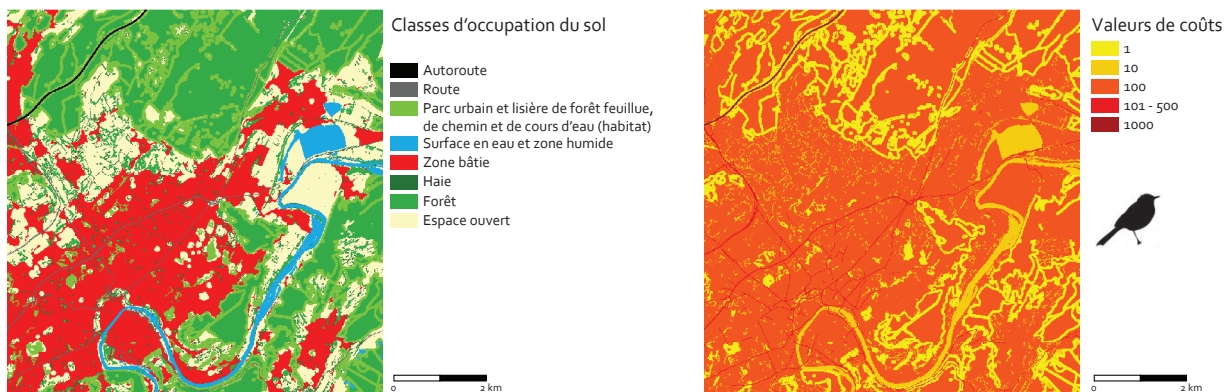 Classes d'occupation du sol
Autoroute
Route
Parc urbain et lisière de forêt feuillue,
de chemin et de cours d'eau (habitat)
Surface en eau et zone humide
Zone bâtie
Haie
Forêt
Espace ouvert
0 2 km
Valeurs de coûts
1
10
100
101 - 500
1000
0 2 km